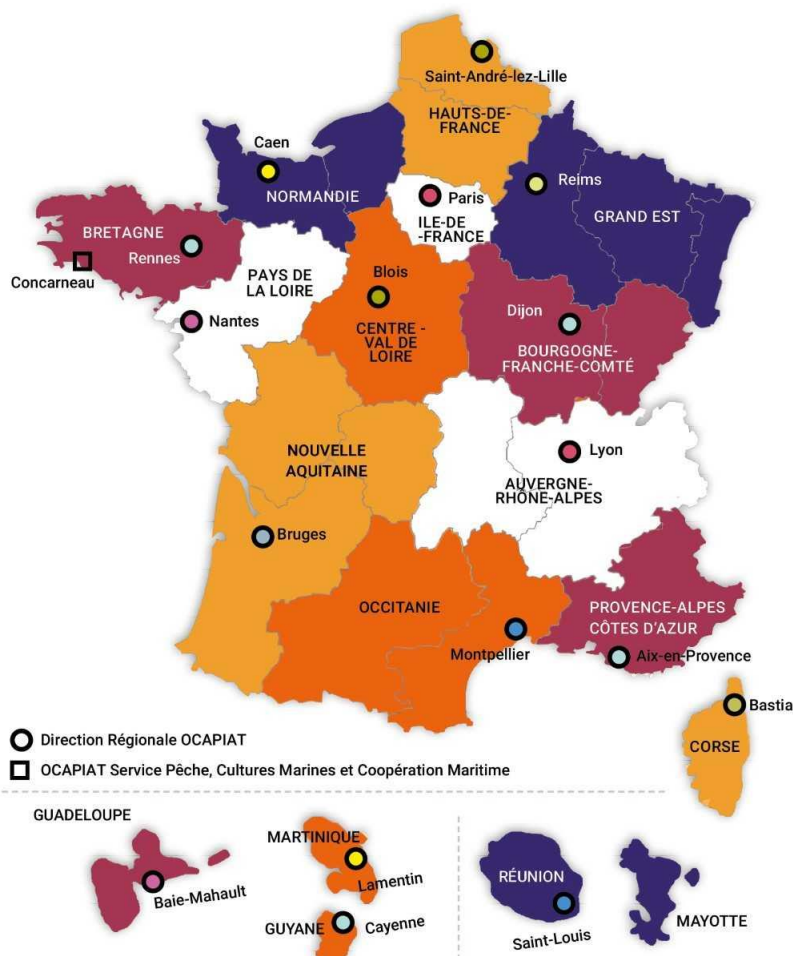 Saint-André-lez-Lille
HAUTS-DE-
FRANCE
Caen
NORMANDIE
Paris
ILE-DE
-FRANCE
Reims
GRAND EST
BRETAGNE
Rennes
Concarneau
PAYS DE
LA LOIRE
Nantes
Blois
CENTRE -
VAL DE
LOIRE
Dijon
BOURGOGNE-
FRANCHE-COMTÉ
NOUVELLE
AQUITAINE
Bruges
Lyon
AUVERGNE-
RHÔNE-ALPES
OCCITANIE
Montpellier
PROVENCE-ALPES
CÔTES D'AZUR
Aix-en-Provence
Bastia
CORSE
Direction Régionale OCAPIAT
OCAPIAT Service Pêche, Cultures Marines et Coopération Maritime
GUADELOUPE
Baie-Mahault
MARTINIQUE
Lamentin
GUYANE
Cayenne
RÉUNION
Saint-Louis
MAYOTTE